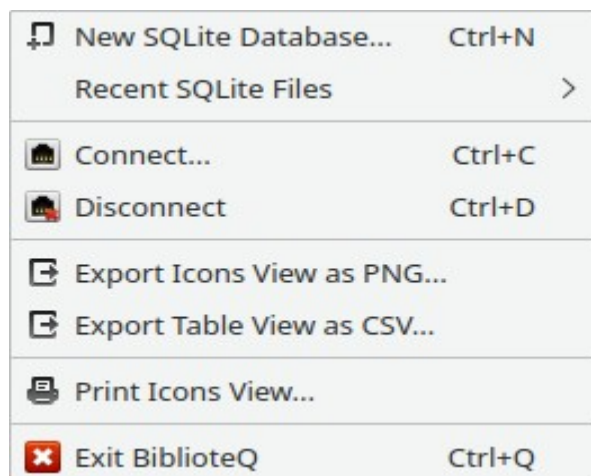 New SQLite Database... Ctrl+N
Recent SQLite Files
Connect... Ctrl+C
Disconnect Ctrl+D
Export Icons View as PNG...
Export Table View as CSV...
Print Icons View...
Exit BiblioteQ Ctrl+Q